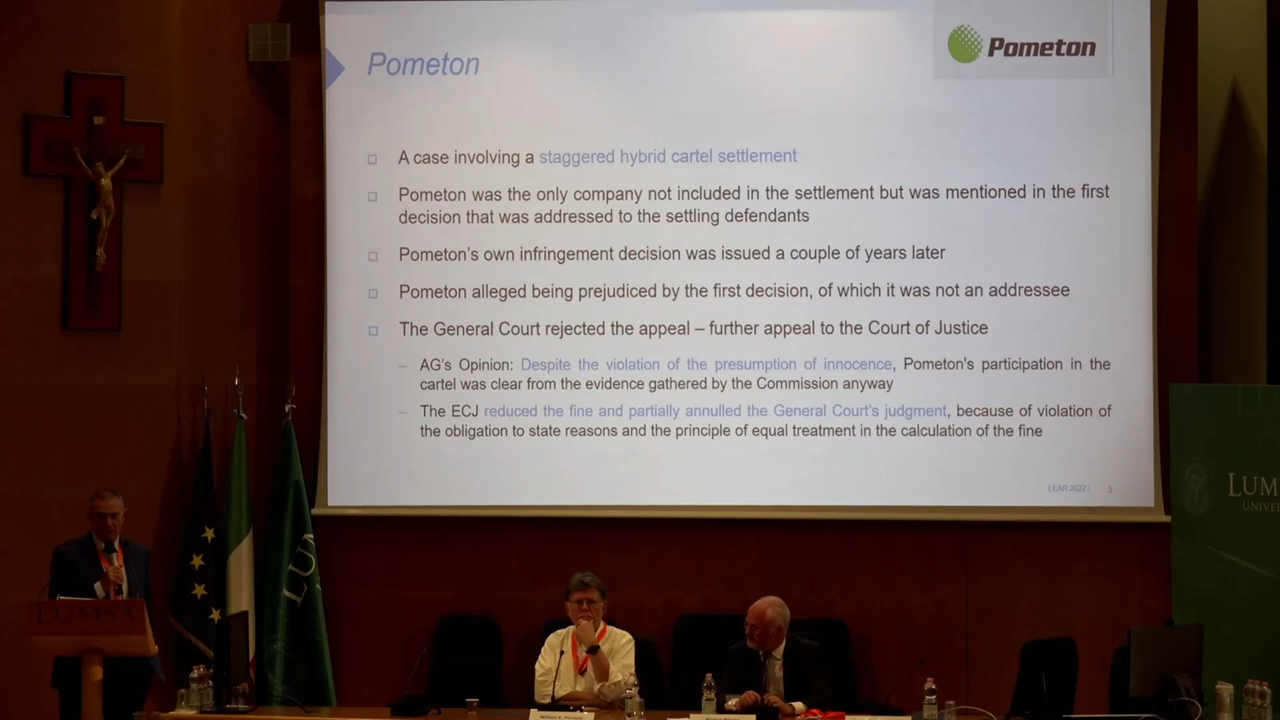 Pometon
Pometon
A case involving a staggered hybrid cartel settlement
Pometon was the only company not included in the settlement but was mentioned in the first
decision that was addressed to the settling defendants
Pometon's own infringement decision was issued a couple of years later
Pometon alleged being prejudiced by the first decision, of which it was not an addressee
The General Court rejected the appeal – further appeal to the Court of Justice
– AG's Opinion: Despite the violation of the presumption of innocence, Pometon's participation in the
cartel was clear from the evidence gathered by the Commission anyway
– The ECJ reduced the fine and partially annulled the General Court's judgment, because of violation of
the obligation to state reasons and the principle of equal treatment in the calculation of the fine
LEAR 2022 | 3
LUM
UNIVE
LU
LUMSA